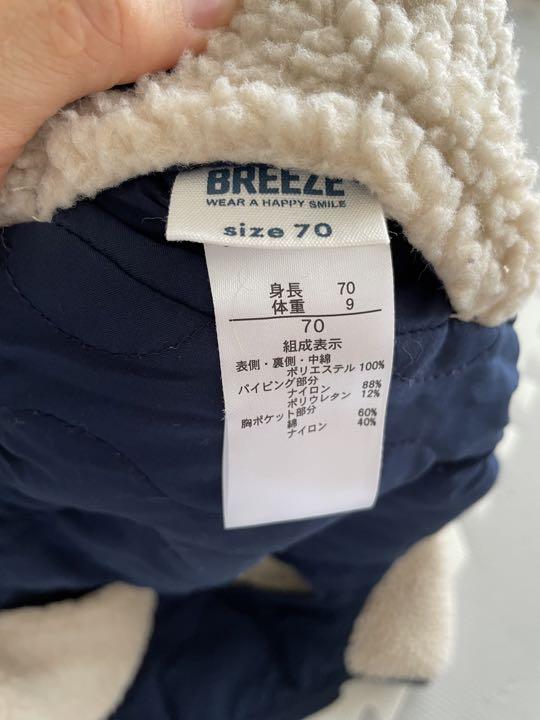 BREEZE
WEAR A HAPPY SMILE
size 70
身長 70
体重 9
70
組成表示
表側・裏側・中綿
ポリエステル 100%
パイピング部分
ナイロン 88%
ポリウレタン 12%
胸ポケット部分
綿 60%
ナイロン 40%